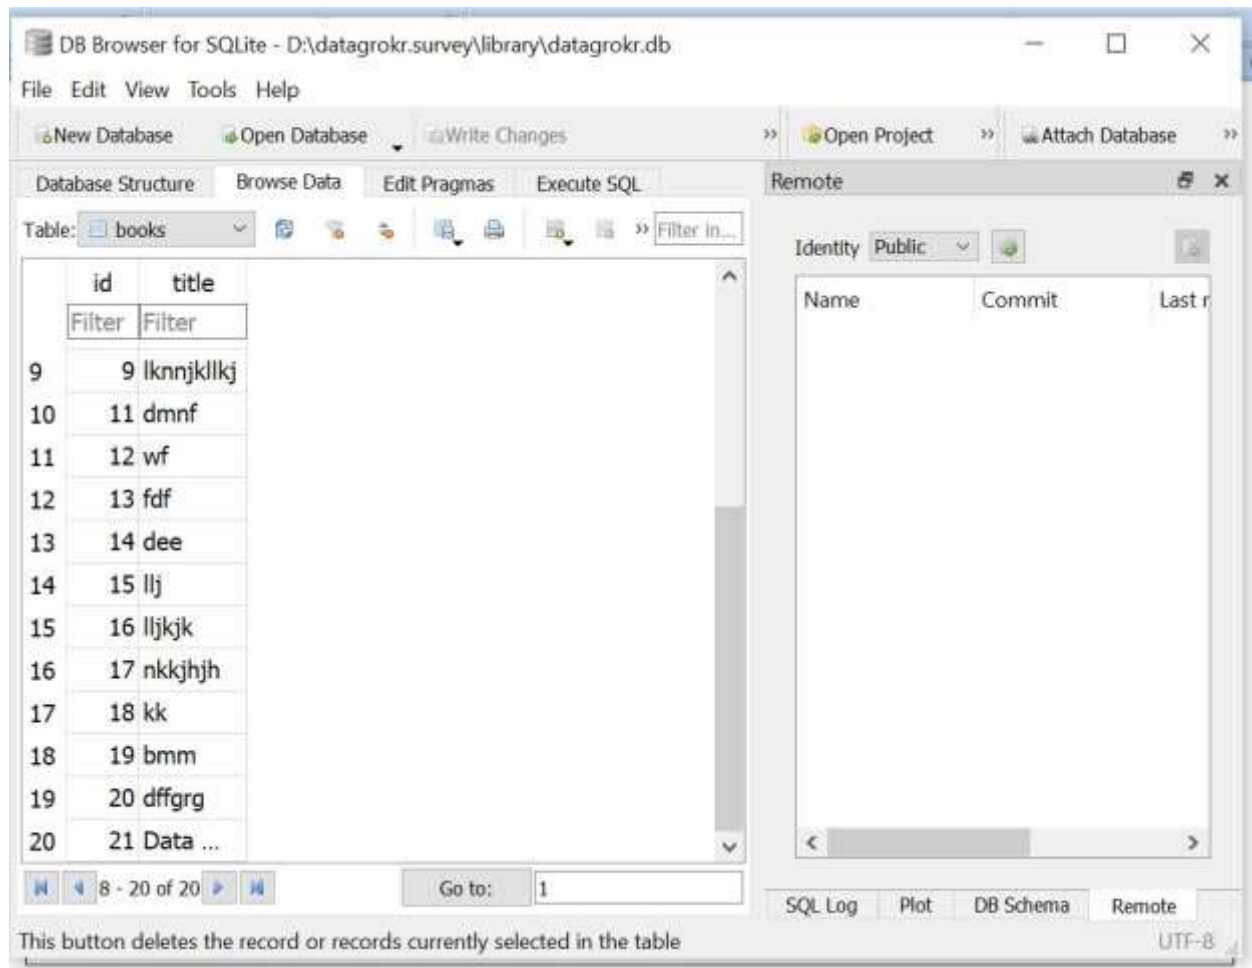 DB Browser for SQLite - D:\datagrokr.survey\library\datagrokr.db
File Edit View Tools Help
New Database Open Database Write Changes » Open Project » Attach Database »
Database Structure Browse Data Edit Pragmas Execute SQL Remote
Table: books » Filter in...
Identity Public
id title
Name Commit Last r
Filter Filter
9 9 lknnjkllkj
10 11 dmnf
11 12 wf
12 13 fdf
13 14 dee
14 15 llj
15 16 lljkjk
16 17 nkkjhjh
17 18 kk
18 19 bmm
19 20 dffgrg
20 21 Data ...
8 - 20 of 20 Go to: 1
SQL Log Plot DB Schema Remote
This button deletes the record or records currently selected in the table UTF-8